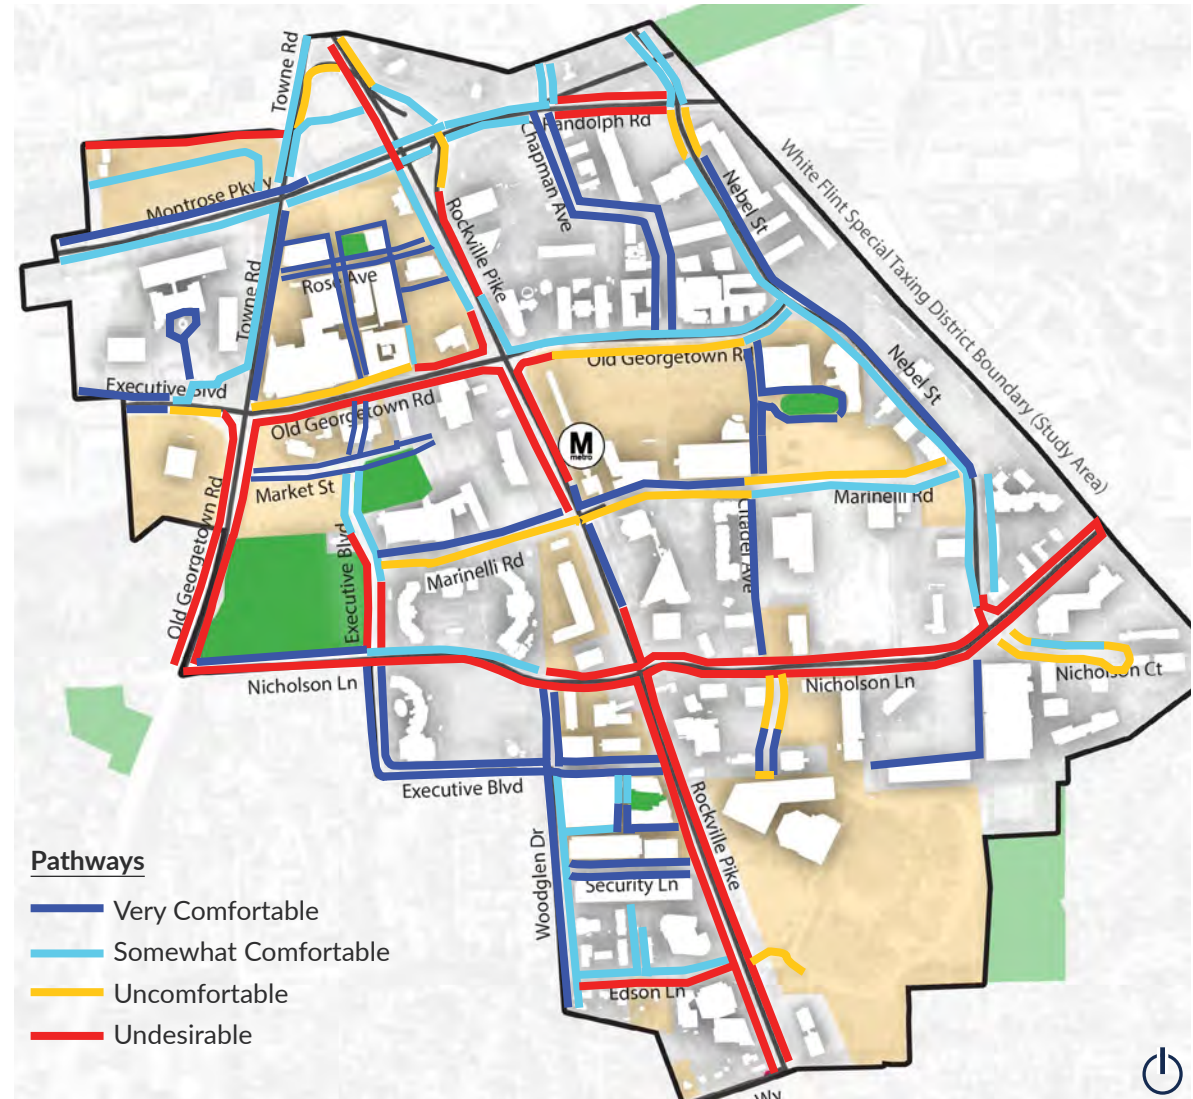 Towne Rd
Randolph Rd
Chapman Ave
Nebel St
White Flint Special Taxing District Boundary (Study Area)
Montrose Pkwy
Rockville Pike
Towne Rd
Rose Ave
Executive Blvd
Old Georgetown Rd
Old Georgetown Rd
Nebel St
M
metro
Market St
Marinelli Rd
Old Georgetown Rd
Executive Blvd
Marinelli Rd
Citadel Ave
Nicholson Ln
Nicholson Ln
Nicholson Ct
Executive Blvd
Rockville Pike
Woodglen Dr
Security Ln
Edson Ln
Wy
Pathways
Very Comfortable
Somewhat Comfortable
Uncomfortable
Undesirable